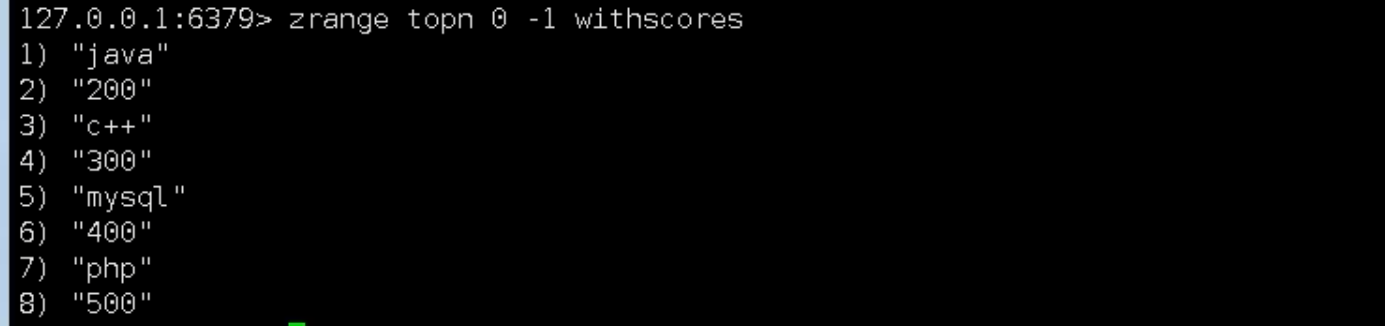 127.0.0.1:6379> zrange topn 0 -1 withscores
1) "java"
2) "200"
3) "c++"
4) "300"
5) "mysql"
6) "400"
7) "php"
8) "500"